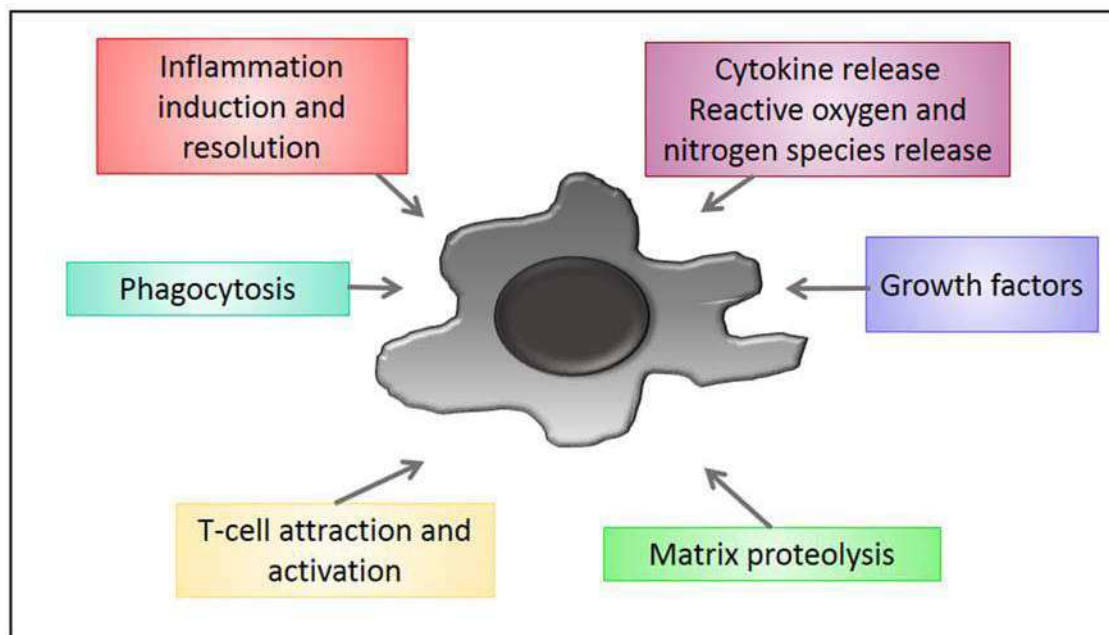 Inflammation
induction and
resolution
Cytokine release
Reactive oxygen and
nitrogen species release
Phagocytosis
Growth factors
T-cell attraction and
activation
Matrix proteolysis